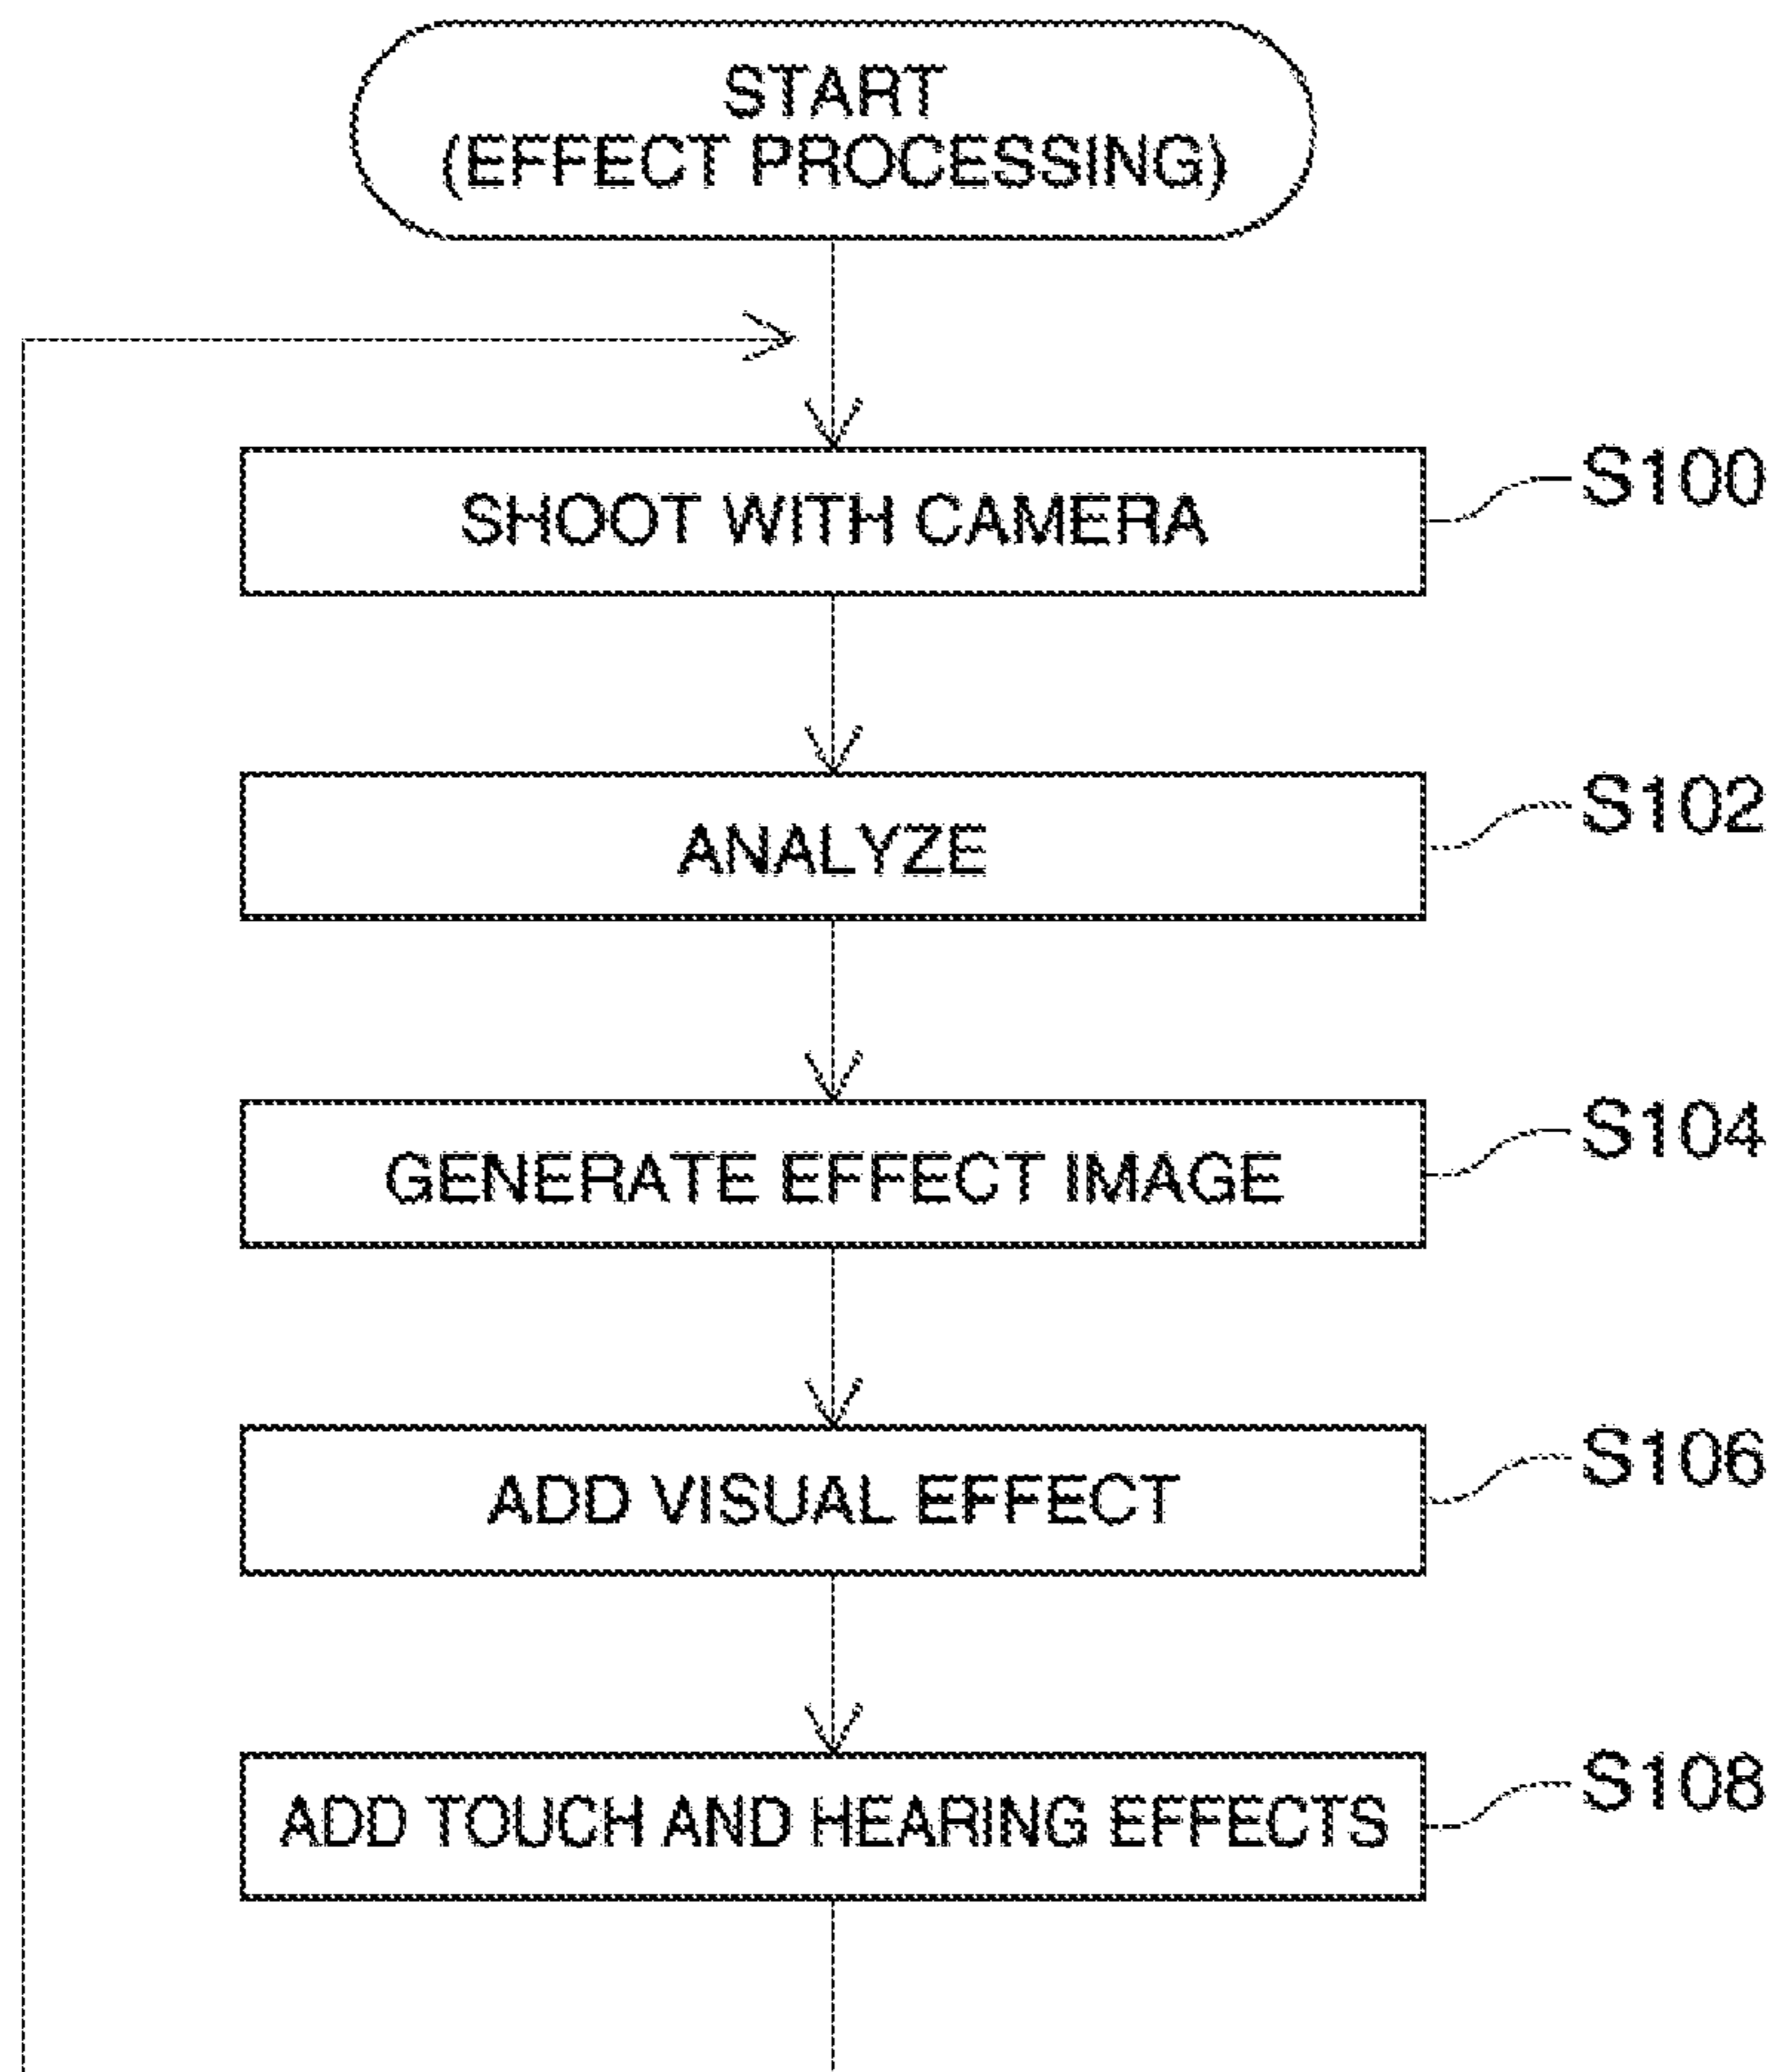 START
(EFFECT PROCESSING)
SHOOT WITH CAMERA
S100
ANALYZE
S102
GENERATE EFFECT IMAGE
S104
ADD VISUAL EFFECT
S106
ADD TOUCH AND HEARING EFFECTS
S108